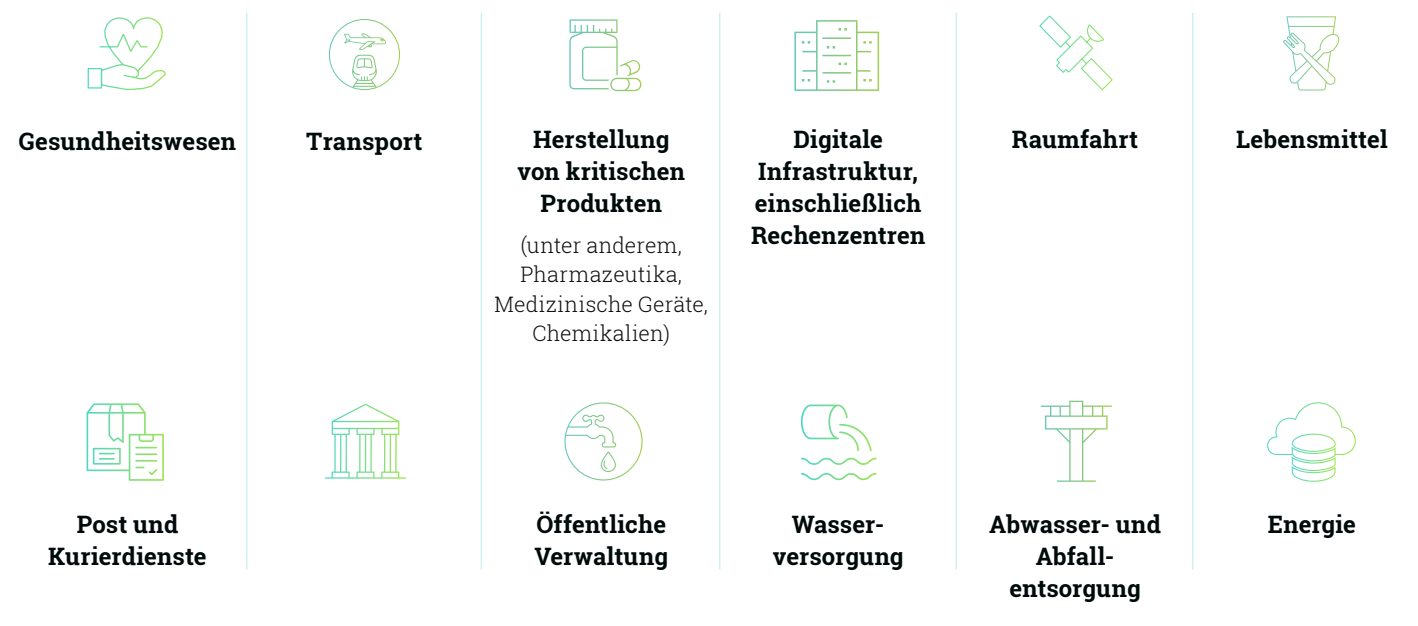 Gesundheitswesen
Transport
Herstellung
von kritischen
Produkten
(unter anderem,
Pharmazeutika,
Medizinische Geräte,
Chemikalien)
Digitale
Infrastruktur,
einschließlich
Rechenzentren
Raumfahrt
Lebensmittel
Post und
Kurierdienste
Öffentliche
Verwaltung
Wasser-
versorgung
Abwasser- und
Abfall-
entsorgung
Energie